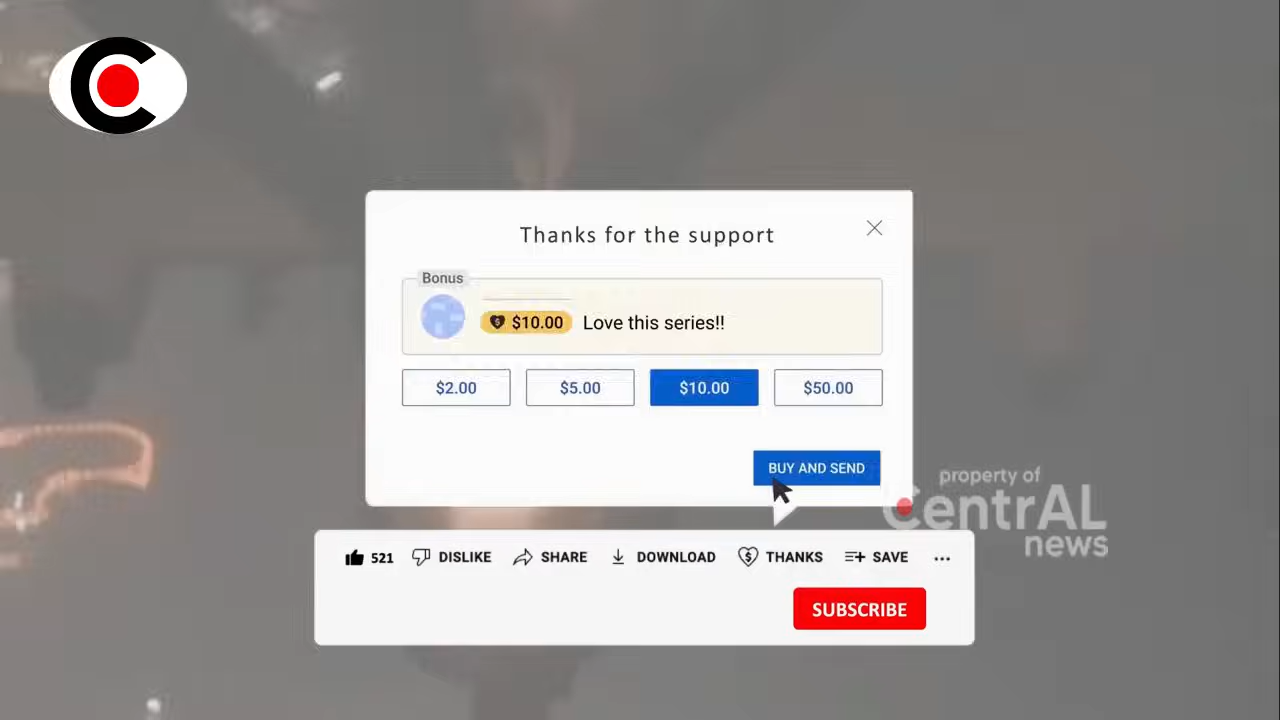 Thanks for the support
Bonus
$10.00 Love this series!!
$2.00 $5.00 $10.00 $50.00
BUY AND SEND
property of
CentrAL
news
521 DISLIKE SHARE DOWNLOAD THANKS SAVE
SUBSCRIBE